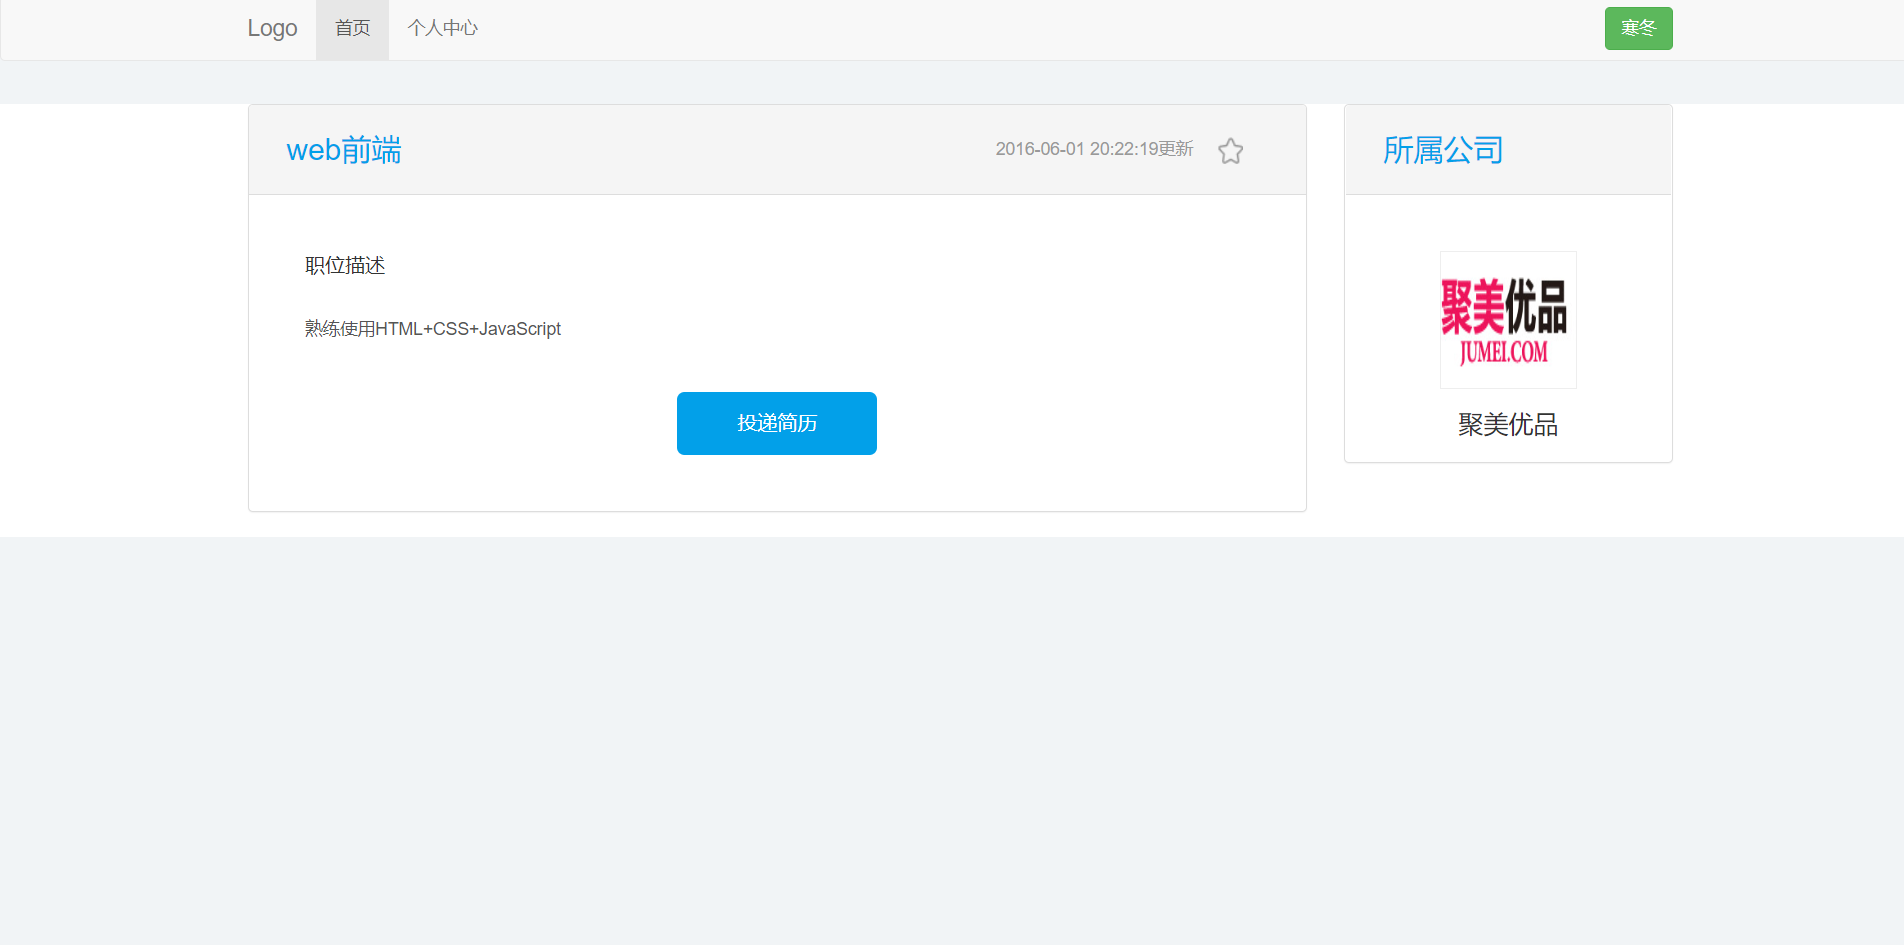 Logo 首页 个人中心 寒冬
web前端 2016-06-01 20:22:19更新
职位描述
熟练使用HTML+CSS+JavaScript
投递简历
所属公司
聚美优品
JUMEI.COM
聚美优品